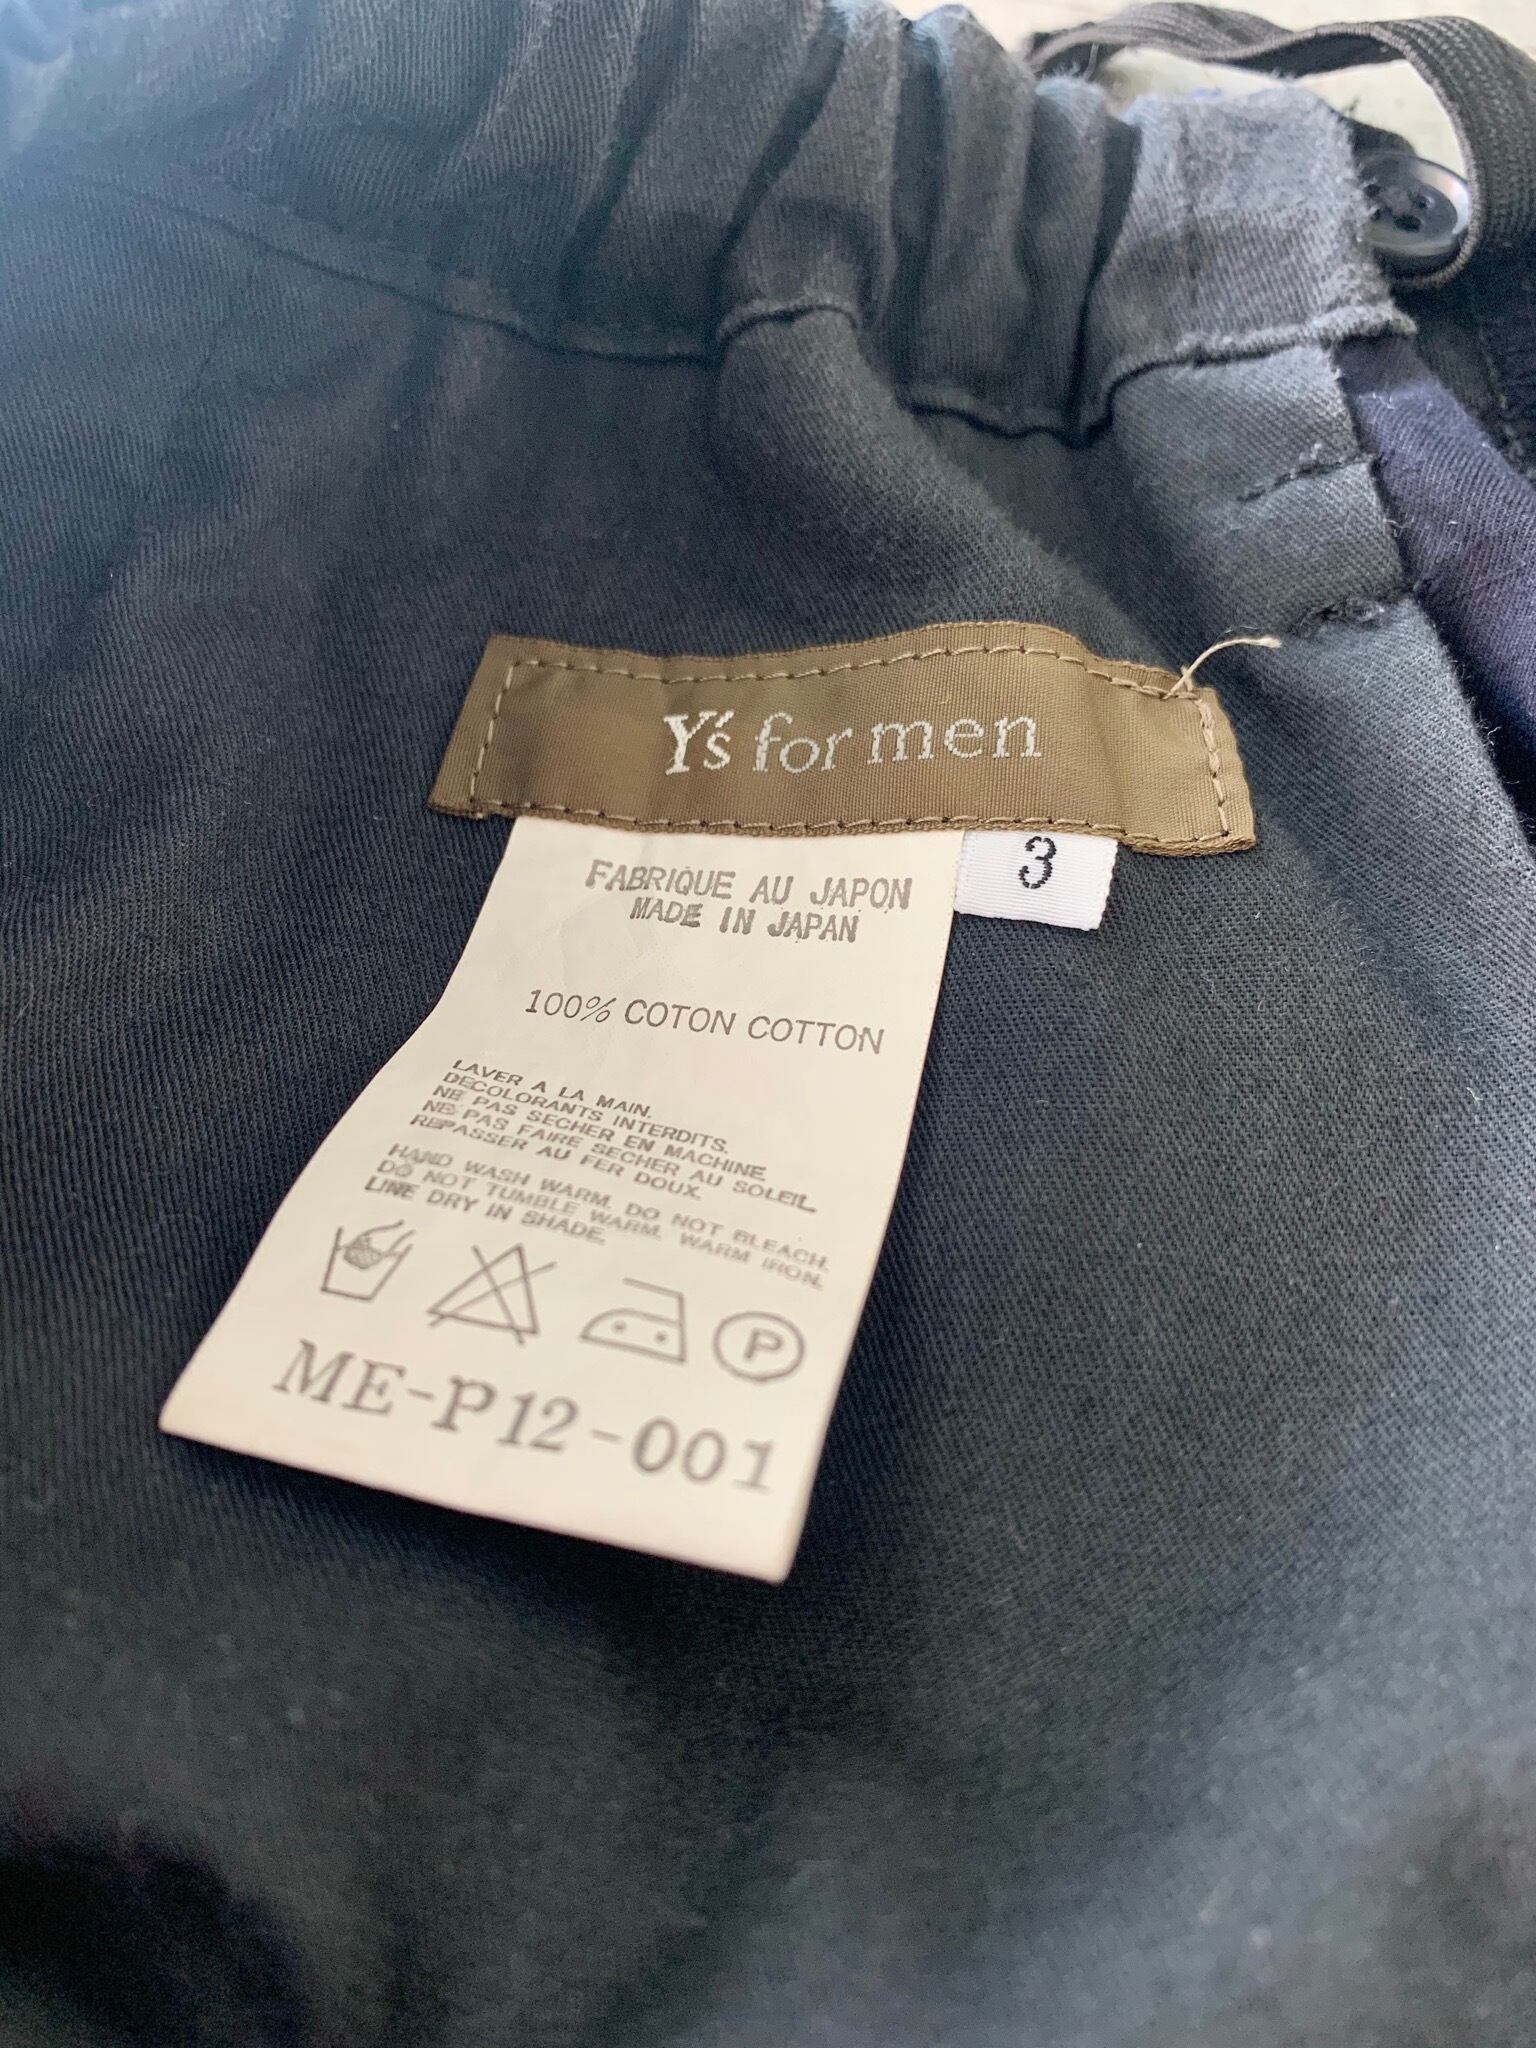 Y's for men
3
FABRIQUE AU JAPON
MADE IN JAPAN
100% COTON COTTON
LAVER A LA MAIN.
DECOLORANTS INTERDITS.
NE PAS SECHER EN MACHINE
NE PAS FAIRE SECHER AU SOLEIL
REPASSER AU FER DOUX.
HAND WASH WARM. DO NOT BLEACH.
DO NOT TUMBLE WARM. WARM IRON.
LINE DRY IN SHADE.
P
ME-P12-001